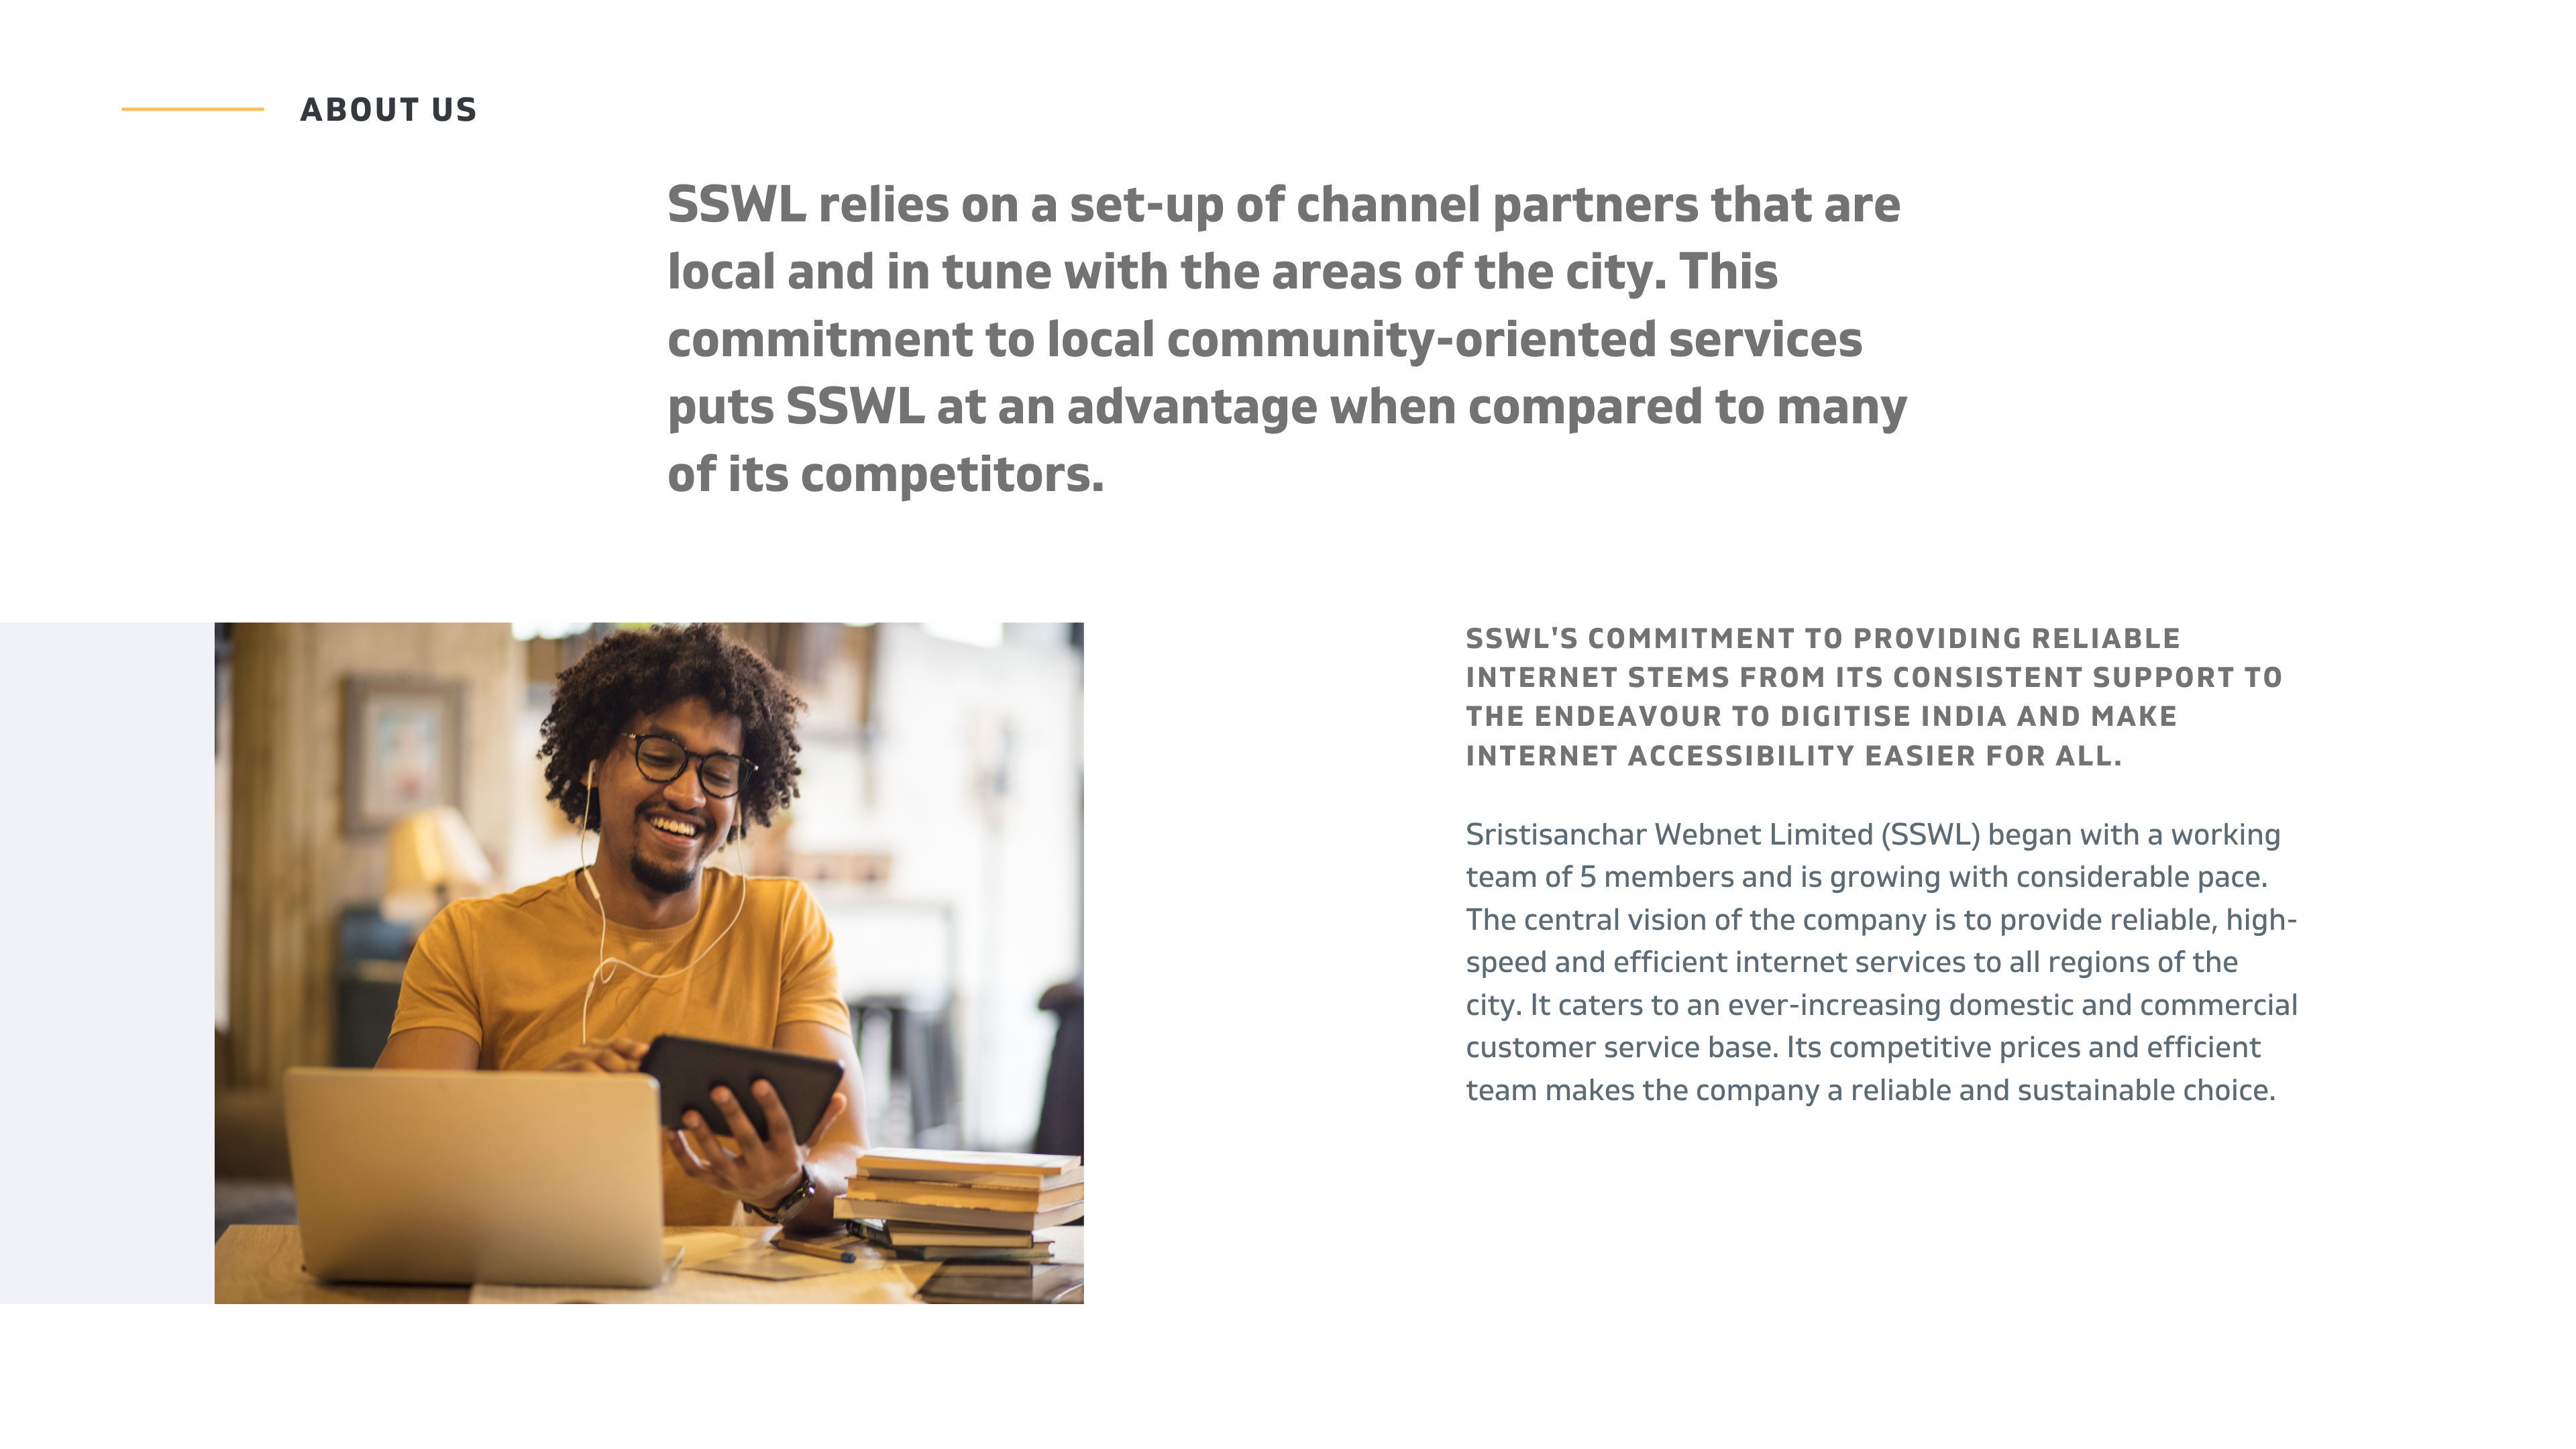 ABOUT US
SSWL relies on a set-up of channel partners that are
local and in tune with the areas of the city. This
commitment to local community-oriented services
puts SSWL at an advantage when compared to many
of its competitors.
SSWL'S COMMITMENT TO PROVIDING RELIABLE
INTERNET STEMS FROM ITS CONSISTENT SUPPORT TO
THE ENDEAVOUR TO DIGITISE INDIA AND MAKE
INTERNET ACCESSIBILITY EASIER FOR ALL.
Sristisanchar Webnet Limited (SSWL) began with a working
team of 5 members and is growing with considerable pace.
The central vision of the company is to provide reliable, high-
speed and efficient internet services to all regions of the
city. It caters to an ever-increasing domestic and commercial
customer service base. Its competitive prices and efficient
team makes the company a reliable and sustainable choice.